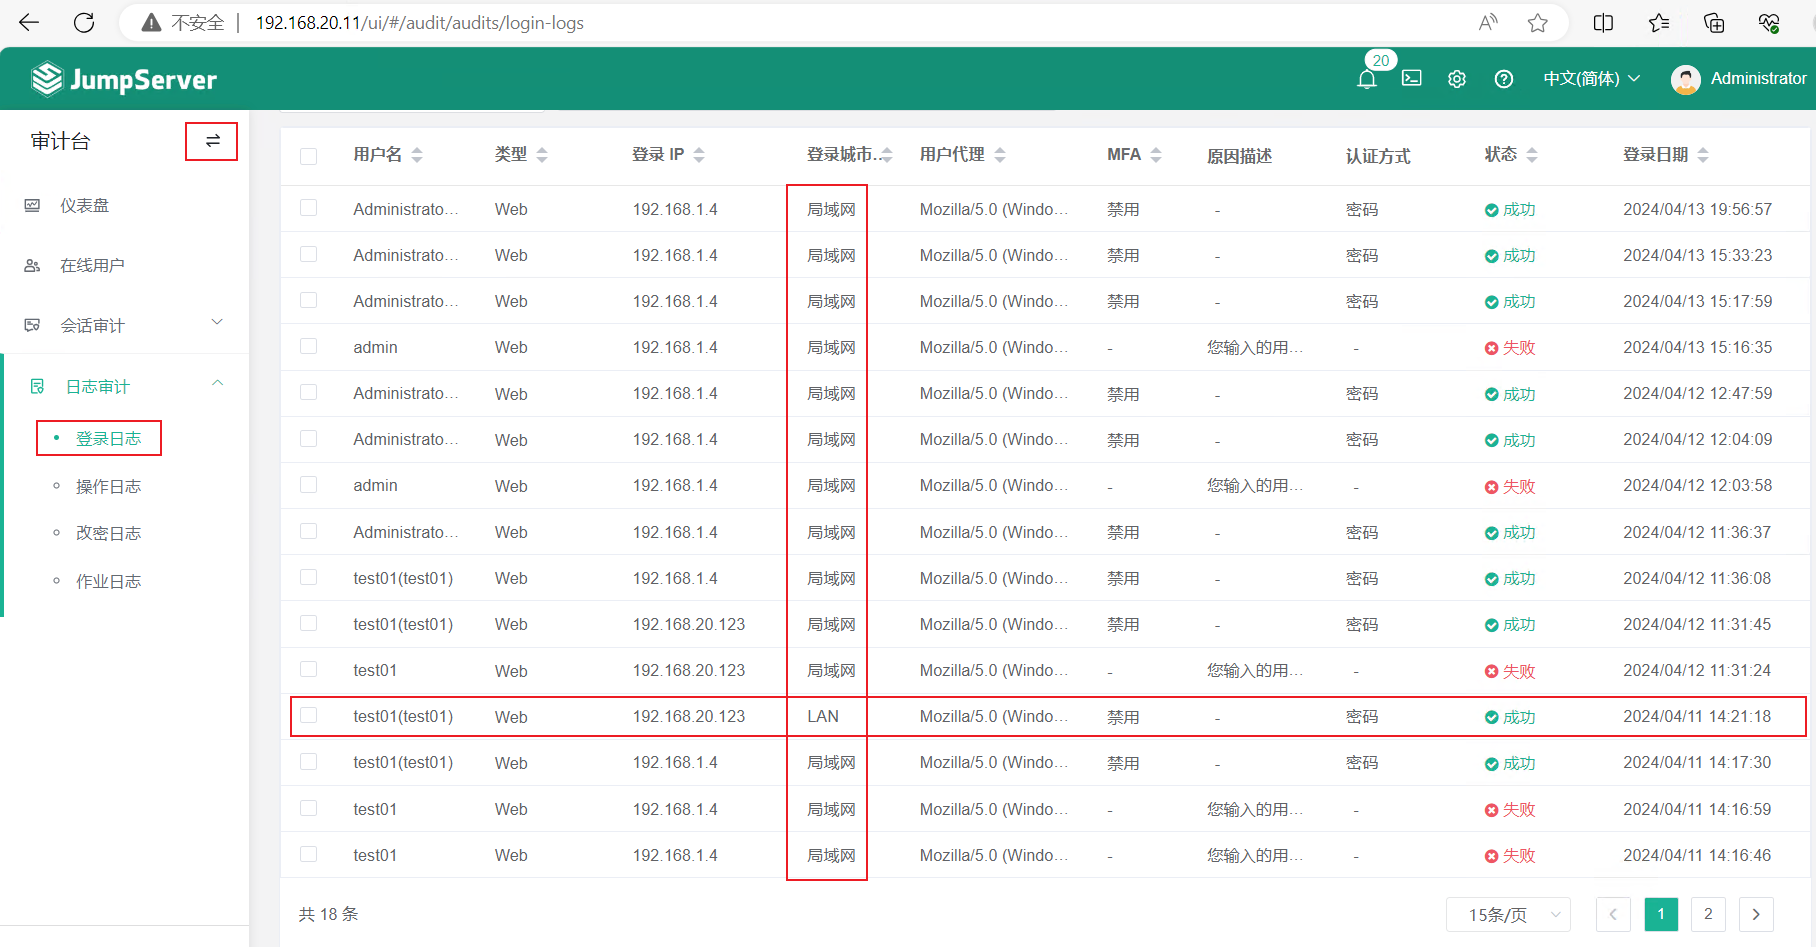 不安全 192.168.20.11/ui/#/audit/audits/login-logs
JumpServer 20 中文(简体) Administrator
审计台
仪表盘
在线用户
会话审计
日志审计
登录日志
操作日志
改密日志
作业日志
用户名 类型 登录 IP 登录城市... 用户代理 MFA 原因描述 认证方式 状态 登录日期
Administrato... Web 192.168.1.4 局域网 Mozilla/5.0 (Windo... 禁用 - 密码 成功 2024/04/13 19:56:57
Administrato... Web 192.168.1.4 局域网 Mozilla/5.0 (Windo... 禁用 - 密码 成功 2024/04/13 15:33:23
Administrato... Web 192.168.1.4 局域网 Mozilla/5.0 (Windo... 禁用 - 密码 成功 2024/04/13 15:17:59
admin Web 192.168.1.4 局域网 Mozilla/5.0 (Windo... - 您输入的用... - 失败 2024/04/13 15:16:35
Administrato... Web 192.168.1.4 局域网 Mozilla/5.0 (Windo... 禁用 - 密码 成功 2024/04/12 12:47:59
Administrato... Web 192.168.1.4 局域网 Mozilla/5.0 (Windo... 禁用 - 密码 成功 2024/04/12 12:04:09
admin Web 192.168.1.4 局域网 Mozilla/5.0 (Windo... - 您输入的用... - 失败 2024/04/12 12:03:58
Administrato... Web 192.168.1.4 局域网 Mozilla/5.0 (Windo... 禁用 - 密码 成功 2024/04/12 11:36:37
test01(test01) Web 192.168.1.4 局域网 Mozilla/5.0 (Windo... 禁用 - 密码 成功 2024/04/12 11:36:08
test01(test01) Web 192.168.20.123 局域网 Mozilla/5.0 (Windo... 禁用 - 密码 成功 2024/04/12 11:31:45
test01 Web 192.168.20.123 局域网 Mozilla/5.0 (Windo... - 您输入的用... - 失败 2024/04/12 11:31:24
test01(test01) Web 192.168.20.123 LAN Mozilla/5.0 (Windo... 禁用 - 密码 成功 2024/04/11 14:21:18
test01(test01) Web 192.168.1.4 局域网 Mozilla/5.0 (Windo... 禁用 - 密码 成功 2024/04/11 14:17:30
test01 Web 192.168.1.4 局域网 Mozilla/5.0 (Windo... - 您输入的用... - 失败 2024/04/11 14:16:59
test01 Web 192.168.1.4 局域网 Mozilla/5.0 (Windo... - 您输入的用... - 失败 2024/04/11 14:16:46
共 18 条 15条/页 1 2